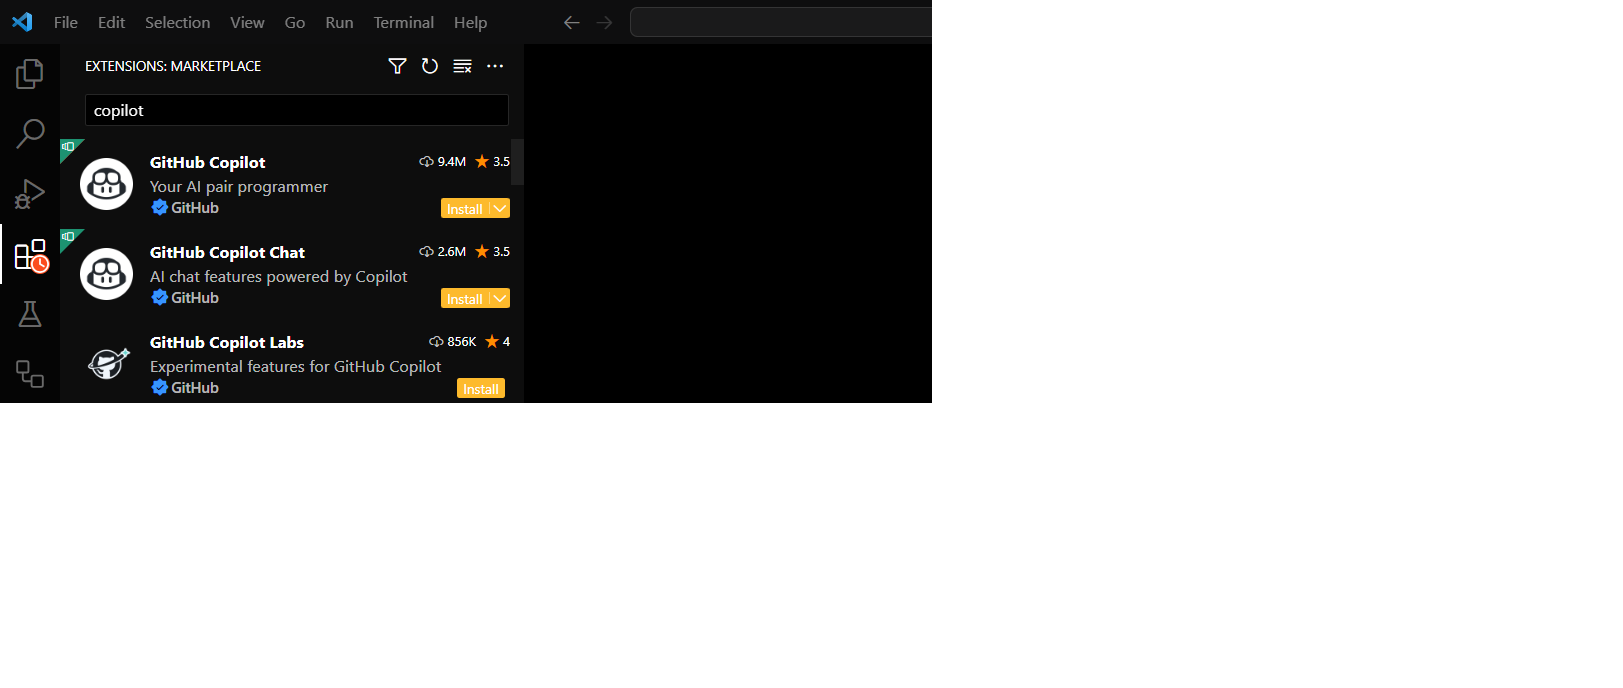 File Edit Selection View Go Run Terminal Help
EXTENSIONS: MARKETPLACE
copilot
GitHub Copilot 9.4M 3.5
Your AI pair programmer
GitHub Install
GitHub Copilot Chat 2.6M 3.5
AI chat features powered by Copilot
GitHub Install
GitHub Copilot Labs 856K 4
Experimental features for GitHub Copilot
GitHub Install